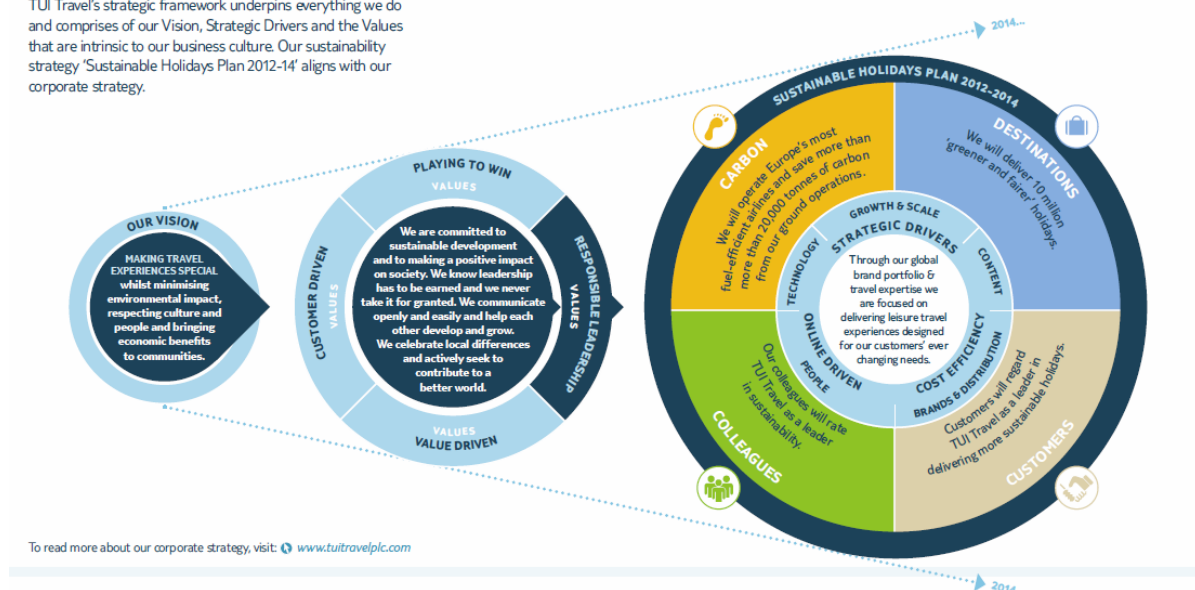 TUI Travel's strategic framework underpins everything we do
and comprises of our Vision, Strategic Drivers and the Values
that are intrinsic to our business culture. Our sustainability
strategy 'Sustainable Holidays Plan 2012-14' aligns with our
corporate strategy.
OUR VISION
MAKING TRAVEL
EXPERIENCES SPECIAL
whilst minimising
environmental impact,
respecting culture and
people and bringing
economic benefits
to communities.
PLAYING TO WIN
VALUES
CUSTOMER DRIVEN
VALUES
We are committed to
sustainable development
and to making a positive impact
on society. We know leadership
has to be earned and we never
take it for granted. We communicate
openly and easily and help each
other develop and grow.
We celebrate local differences
and actively seek to
contribute to a
better world.
RESPONSIBLE LEADERSHIP
VALUES
VALUES
VALUE DRIVEN
2014...
SUSTAINABLE HOLIDAYS PLAN 2012-2014
CARBON
We will operate Europe's most
fuel-efficient airlines and save more than
more than 20,000 tonnes of carbon
from our ground operations.
DESTINATIONS
We will deliver 10 million
'greener and fairer' holidays.
GROWTH & SCALE
STRATEGIC DRIVERS
TECHNOLOGY
CONTENT
Through our global
brand portfolio &
travel expertise we
are focused on
delivering leisure travel
experiences designed
for our customers' ever
changing needs.
ONLINE DRIVEN
PEOPLE
COST EFFICIENCY
BRANDS & DISTRIBUTION
Our colleagues will rate
TUI Travel as a leader
in sustainability.
COLLEAGUES
Customers will regard
TUI Travel as a leader in
delivering more sustainable holidays.
CUSTOMERS
To read more about our corporate strategy, visit: www.tuitravelplc.com
2014